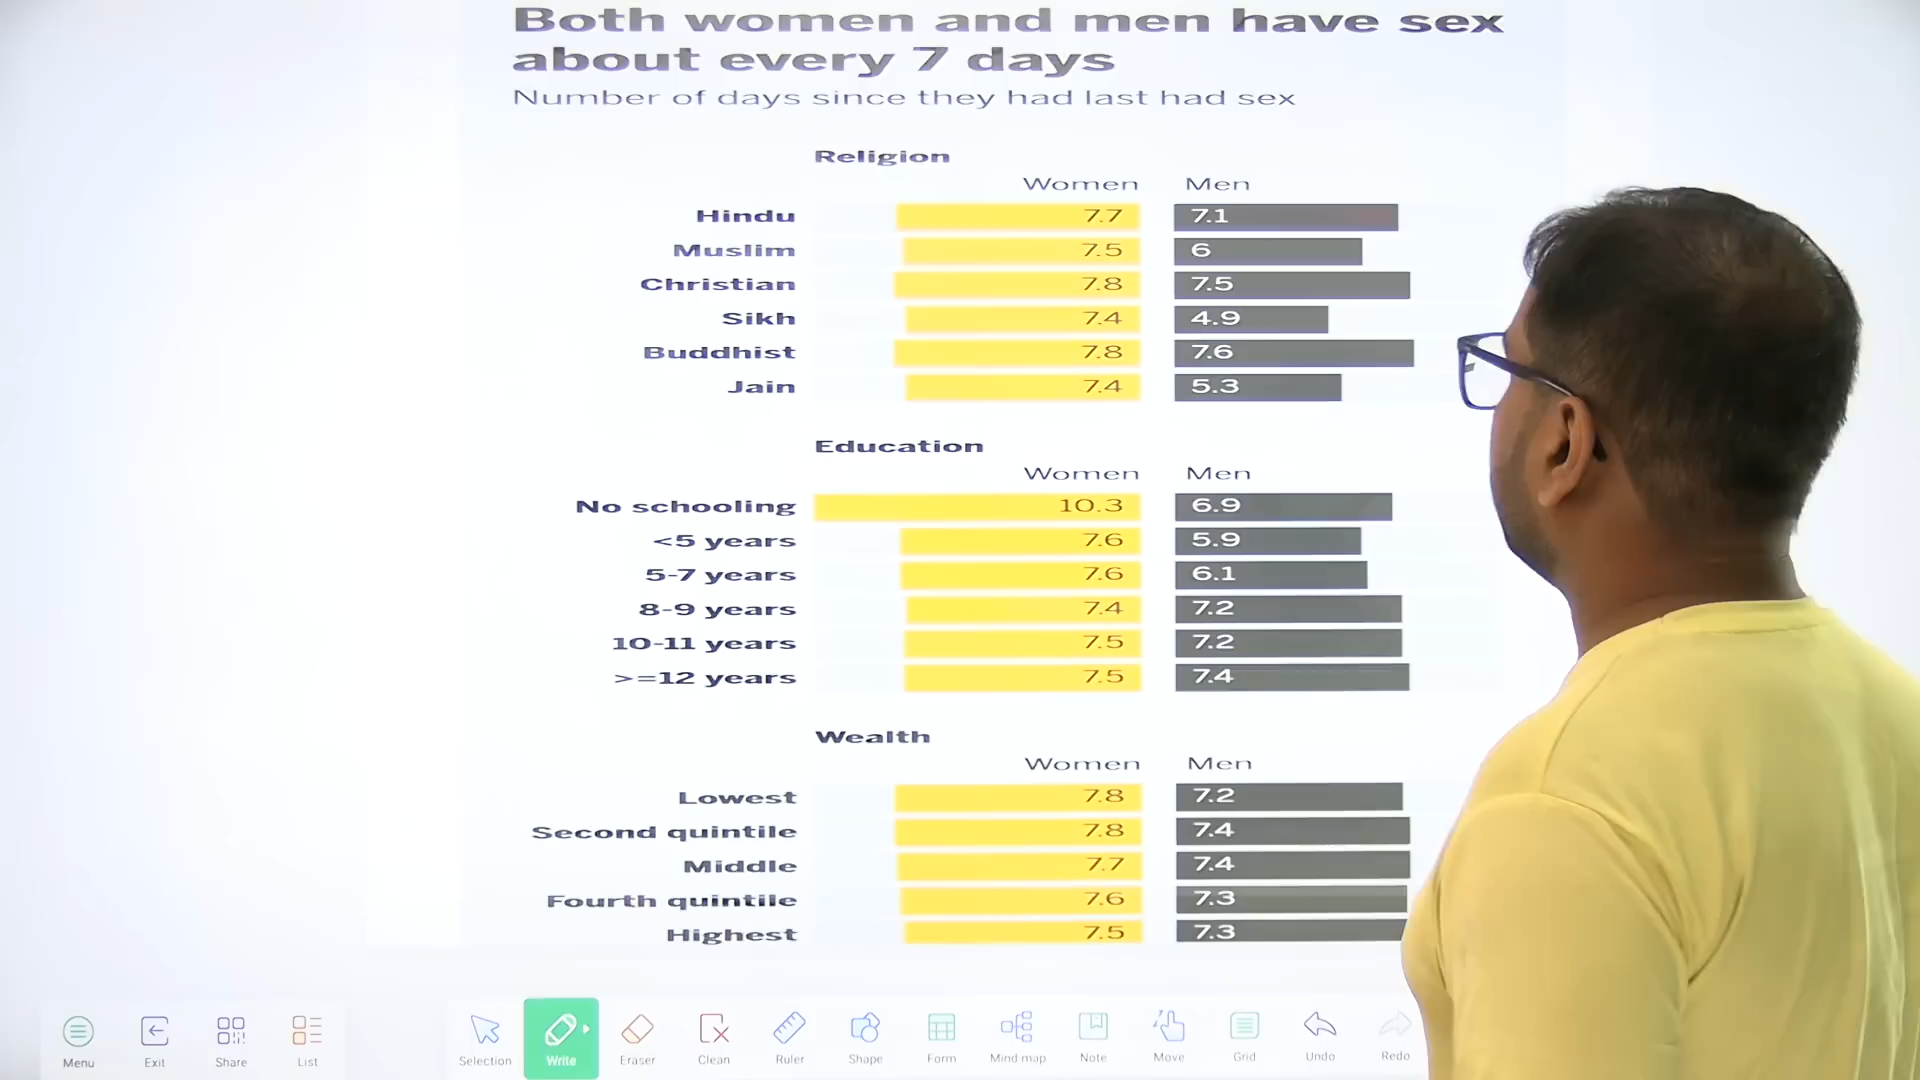 Both women and men have sex
about every 7 days
Number of days since they had last had sex
Religion
Women Men
Hindu 7.7 7.1
Muslim 7.5 6
Christian 7.8 7.5
Sikh 7.4 4.9
Buddhist 7.8 7.6
Jain 7.4 5.3
Education
Women Men
No schooling 10.3 6.9
<5 years 7.6 5.9
5-7 years 7.6 6.1
8-9 years 7.4 7.2
10-11 years 7.5 7.2
>=12 years 7.5 7.4
Wealth
Women Men
Lowest 7.8 7.2
Second quintile 7.8 7.4
Middle 7.7 7.4
Fourth quintile 7.6 7.3
Highest 7.5 7.3
Menu Exit Share List Selection Write Eraser Clean Ruler Shape Form Mind map Note Move Grid Undo Redo